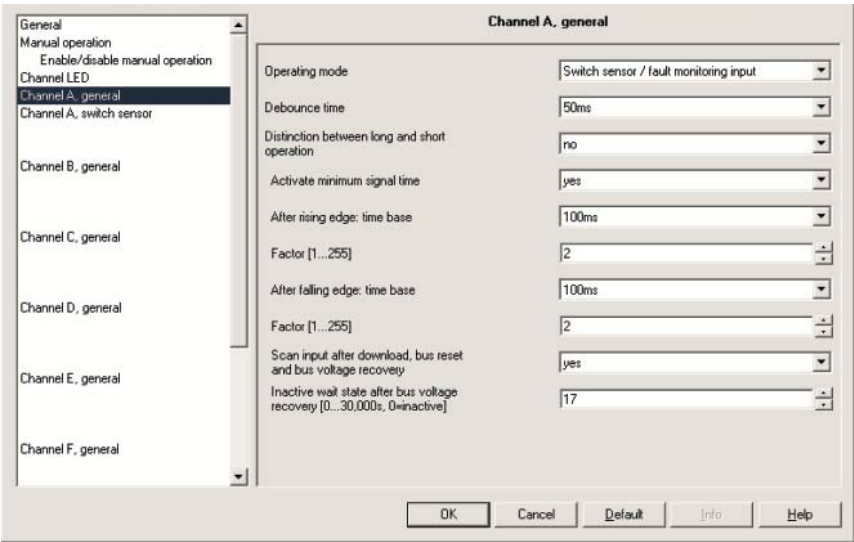 General
Manual operation
Enable/disable manual operation
Channel LED
Channel A, general
Channel A, switch sensor
Channel B, general
Channel C, general
Channel D, general
Channel E, general
Channel F, general
Channel A, general
Operating mode
Switch sensor / fault monitoring input
Debounce time
50ms
Distinction between long and short
operation
no
Activate minimum signal time
yes
After rising edge: time base
100ms
Factor [1...255]
2
After falling edge: time base
100ms
Factor [1...255]
2
Scan input after download, bus reset
and bus voltage recovery
yes
Inactive wait state after bus voltage
recovery [0...30,000s, 0=inactive]
17
OK
Cancel
Default
Info
Help